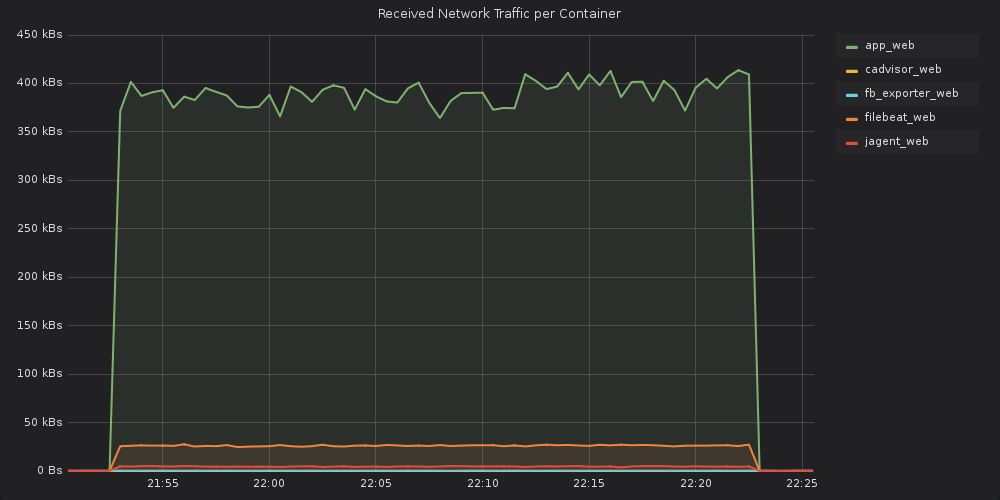 Received Network Traffic per Container
450 kBs
400 kBs
350 kBs
300 kBs
250 kBs
200 kBs
150 kBs
100 kBs
50 kBs
0 Bs
21:55 22:00 22:05 22:10 22:15 22:20 22:25
app_web
cadvisor_web
fb_exporter_web
filebeat_web
jagent_web